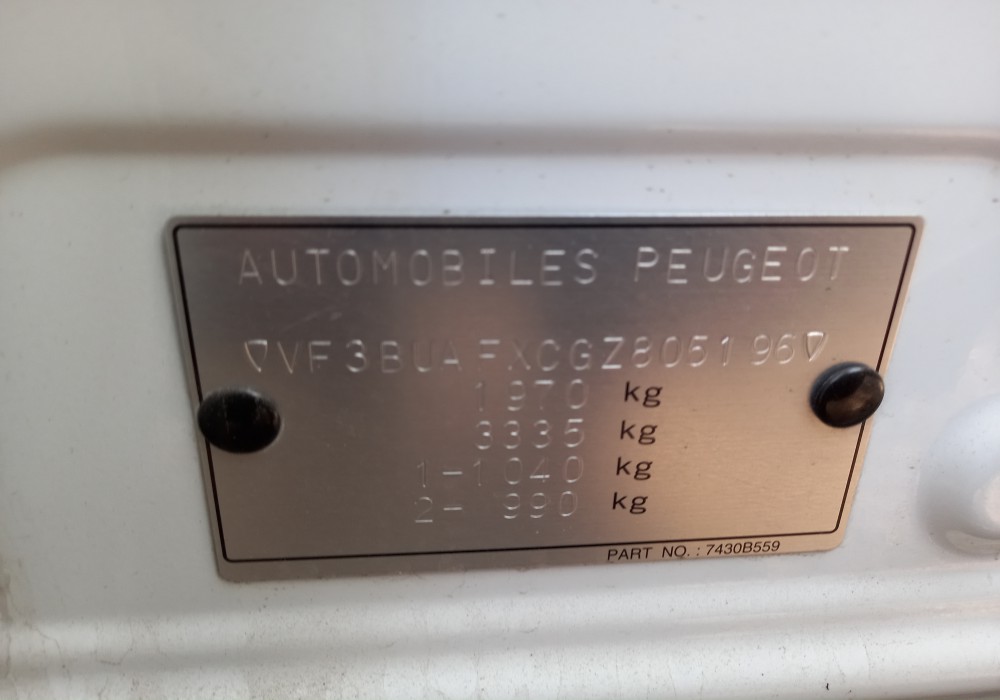 AUTOMOBILES PEUGEOT
▽VF3BUAFXCGZ805196▽
1970 kg
3335 kg
1-1040 kg
2- 990 kg
PART NO.: 7430B559